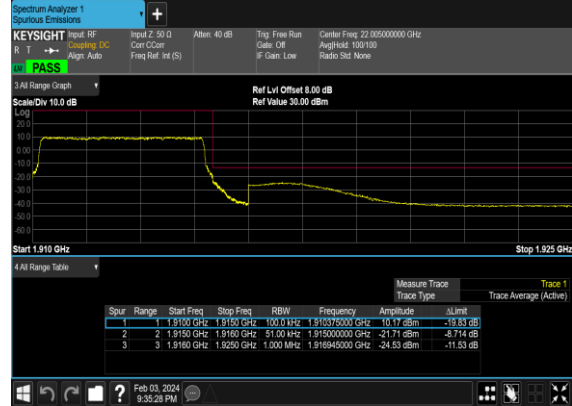 Spectrum Analyzer 1
Spurious Emissions
+
KEYSIGHT Input: RF Input Z: 50 Ω Atten: 40 dB Trig: Free Run Center Freq: 22.005000000 GHz
R T Coupling: DC Corr CCorr Gate: Off Avg|Hold: 100/100
Align: Auto Freq Ref: Int (S) IF Gain: Low Radio Std: None
PASS
3 All Range Graph
Ref Lvl Offset 8.00 dB
Scale/Div 10.0 dB Ref Value 30.00 dBm
Log
20.0
10.0
0.00
-10.0
-20.0
-30.0
-40.0
-50.0
-60.0
Start 1.910 GHz Stop 1.925 GHz
4 All Range Table
Measure Trace Trace 1
Trace Type Trace Average (Active)
Spur Range Start Freq Stop Freq RBW Frequency Amplitude ΔLimit
1 1 1.9100 GHz 1.9150 GHz 100.0 kHz 1.910375000 GHz 10.17 dBm -19.83 dB
2 2 1.9150 GHz 1.9160 GHz 51.00 kHz 1.915000000 GHz -21.71 dBm -8.714 dB
3 3 1.9160 GHz 1.9250 GHz 1.000 MHz 1.916945000 GHz -24.53 dBm -11.53 dB
? Feb 03, 2024
9:35:28 PM